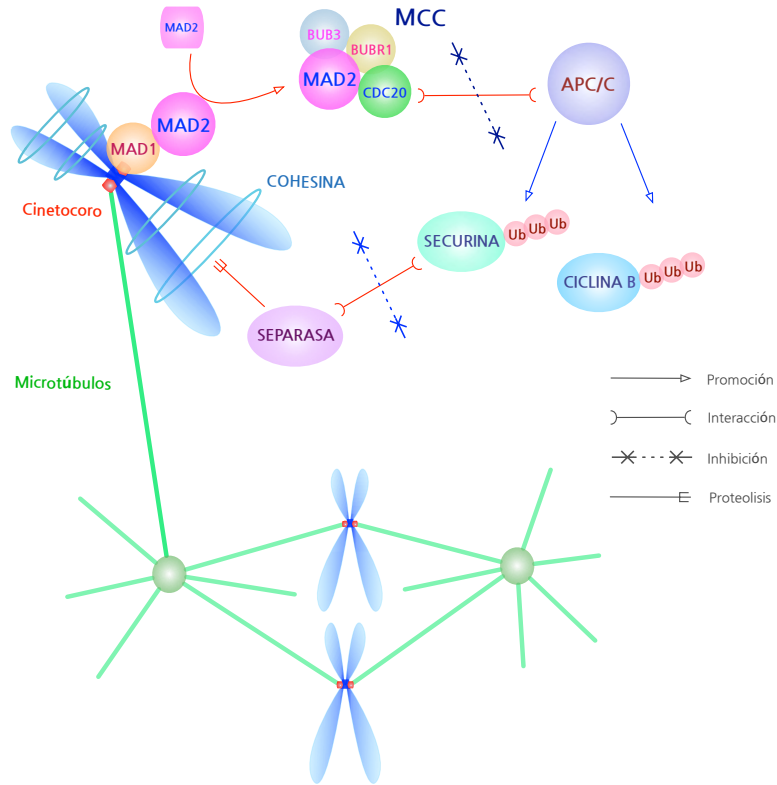 MAD2
MCC
BUB3
BUBR1
MAD2
CDC20
APC/C
MAD2
MAD1
COHESINA
Cinetocoro
SECURINA
Ub Ub Ub
CICLINA B
Ub Ub Ub
SEPARASA
Microtúbulos
Promoción
Interacción
Inhibición
Proteolisis